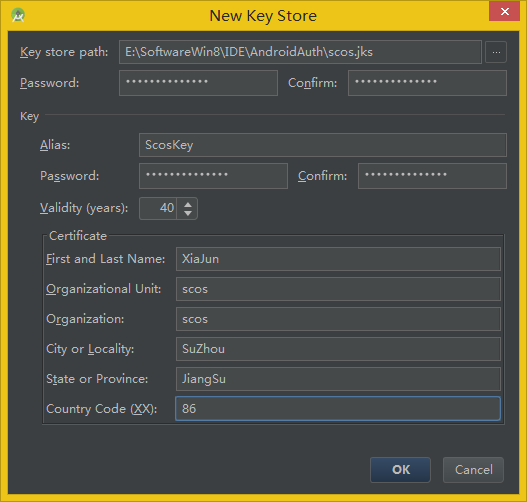 New Key Store
Key store path: E:\SoftwareWin8\IDE\AndroidAuth\scos.jks ...
Password: •••••••••••••• Confirm: ••••••••••••••
Key
Alias: ScosKey
Password: •••••••••••••• Confirm: ••••••••••••••
Validity (years): 40
Certificate
First and Last Name: XiaJun
Organizational Unit: scos
Organization: scos
City or Locality: SuZhou
State or Province: JiangSu
Country Code (XX): 86
OK Cancel